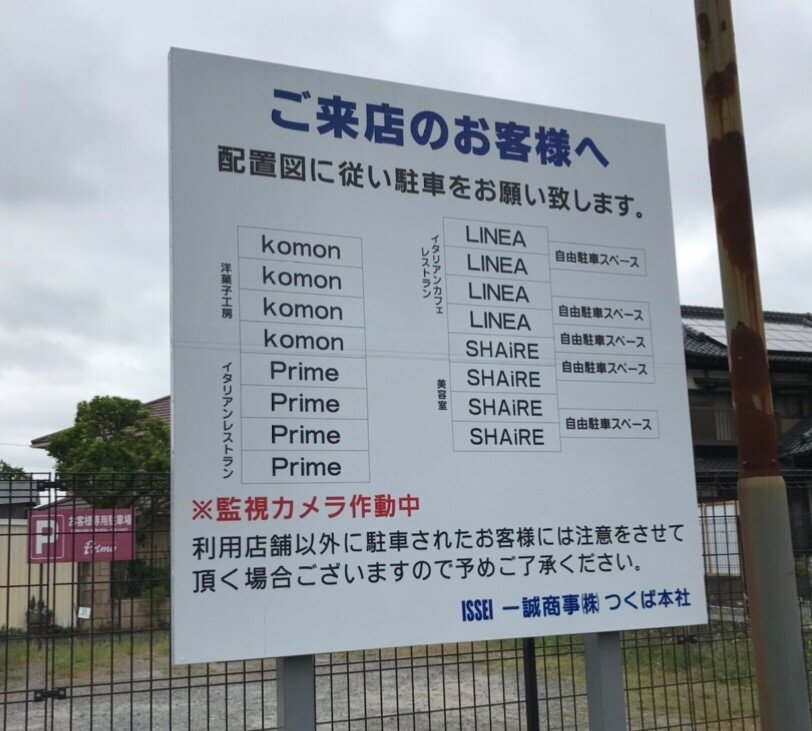 ご来店のお客様へ
配置図に従い駐車をお願い致します。
洋菓子工房
komon
komon
komon
komon
イタリアンレストラン
Prime
Prime
Prime
Prime
イタリアンカフェ
レストラン
LINEA
LINEA 自由駐車スペース
LINEA
LINEA 自由駐車スペース
美容室
SHAiRE 自由駐車スペース
SHAiRE 自由駐車スペース
SHAiRE
SHAiRE 自由駐車スペース
※監視カメラ作動中
利用店舗以外に駐車されたお客様には注意をさせて
頂く場合ございますので予めご了承ください。
ISSEI 一誠商事㈱ つくば本社
P お客様専用駐車場
Prime